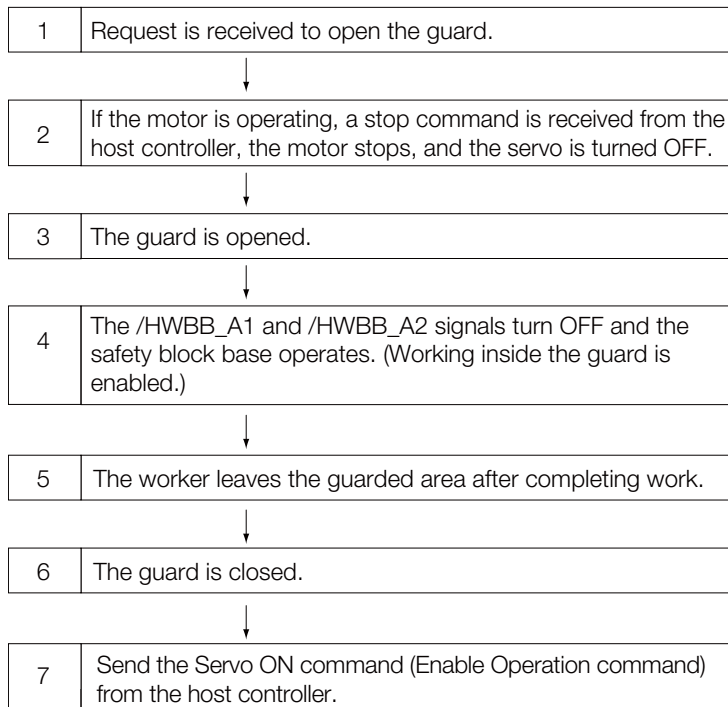 1 Request is received to open the guard.
2 If the motor is operating, a stop command is received from the
host controller, the motor stops, and the servo is turned OFF.
3 The guard is opened.
4 The /HWBB_A1 and /HWBB_A2 signals turn OFF and the
safety block base operates. (Working inside the guard is
enabled.)
5 The worker leaves the guarded area after completing work.
6 The guard is closed.
7 Send the Servo ON command (Enable Operation command)
from the host controller.